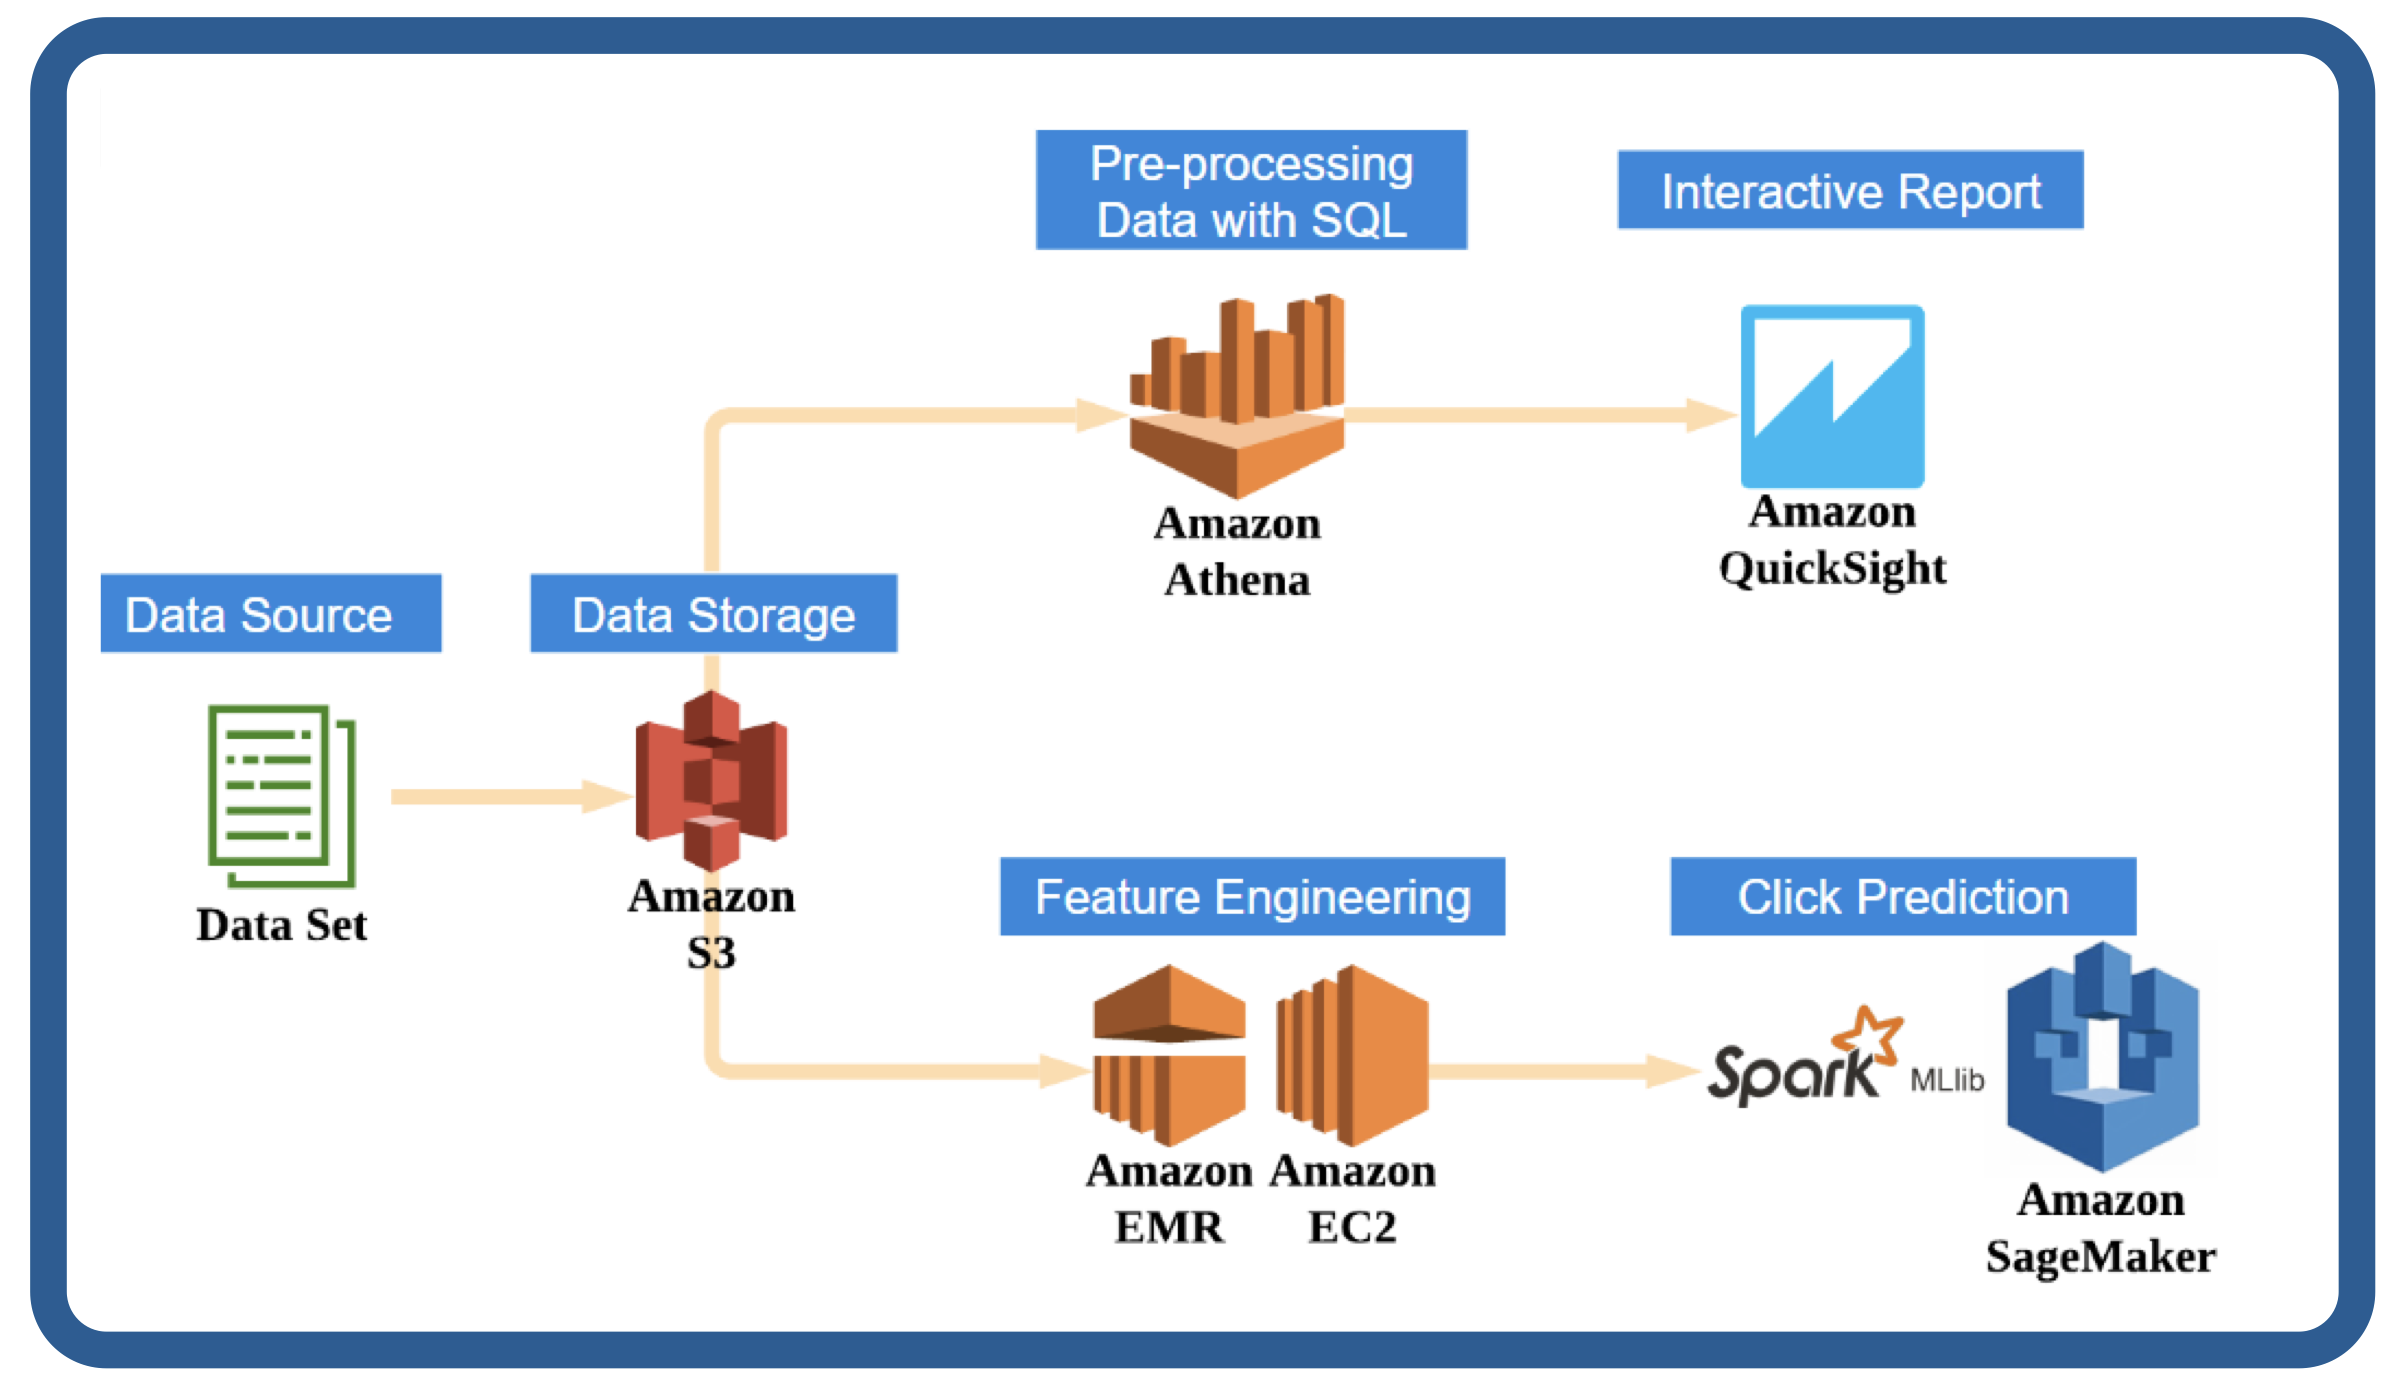 Pre-processing
Data with SQL
Interactive Report
Amazon
Athena
Amazon
QuickSight
Data Source
Data Storage
Data Set
Amazon
S3
Feature Engineering
Click Prediction
Spark MLlib
Amazon
EMR
Amazon
EC2
Amazon
SageMaker